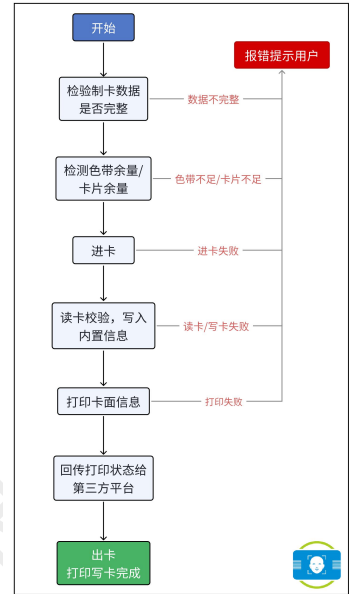 开始
报错提示用户
检验制卡数据
是否完整
数据不完整
检测色带余量/
卡片余量
色带不足/卡片不足
进卡
进卡失败
读卡校验，写入
内置信息
读卡/写卡失败
打印卡面信息
打印失败
回传打印状态给
第三方平台
出卡
打印写卡完成